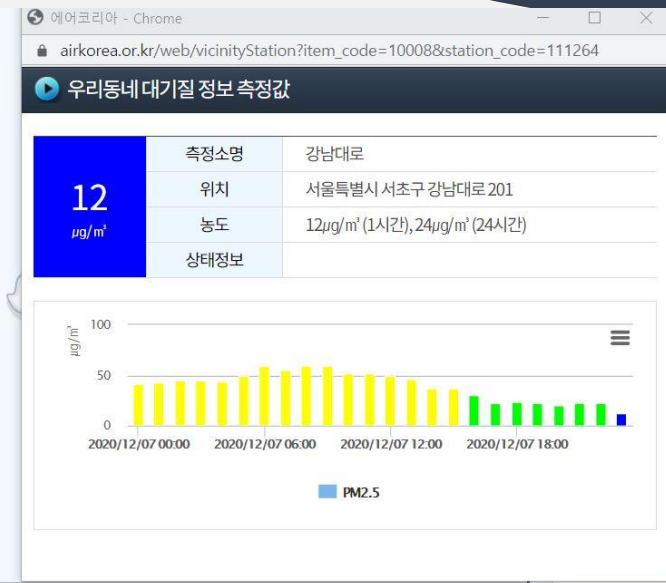 에어코리아 - Chrome
airkorea.or.kr/web/vicinityStation?item_code=10008&station_code=111264
우리동네 대기질 정보 측정값
12
μg/m³
측정소명 강남대로
위치 서울특별시 서초구 강남대로 201
농도 12μg/m³ (1시간), 24μg/m³ (24시간)
상태정보
μg/m³
100
50
0
2020/12/07 00:00 2020/12/07 06:00 2020/12/07 12:00 2020/12/07 18:00
PM2.5